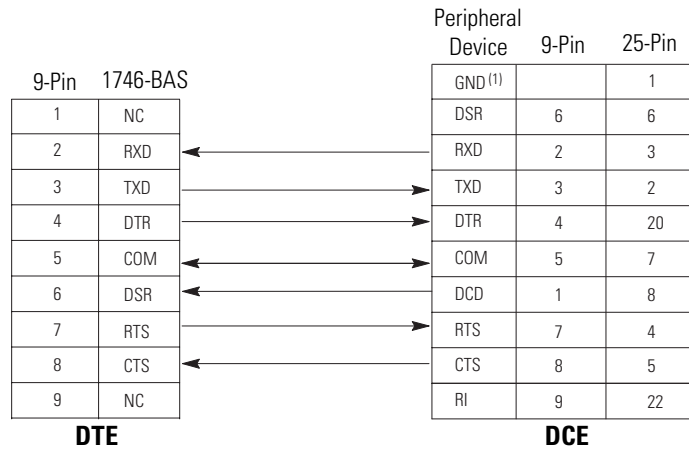 Peripheral
Device 9-Pin 25-Pin
9-Pin 1746-BAS
GND (1) 1
1 NC DSR 6 6
2 RXD RXD 2 3
3 TXD TXD 3 2
4 DTR DTR 4 20
5 COM COM 5 7
6 DSR DCD 1 8
7 RTS RTS 7 4
8 CTS CTS 8 5
9 NC RI 9 22
DTE DCE